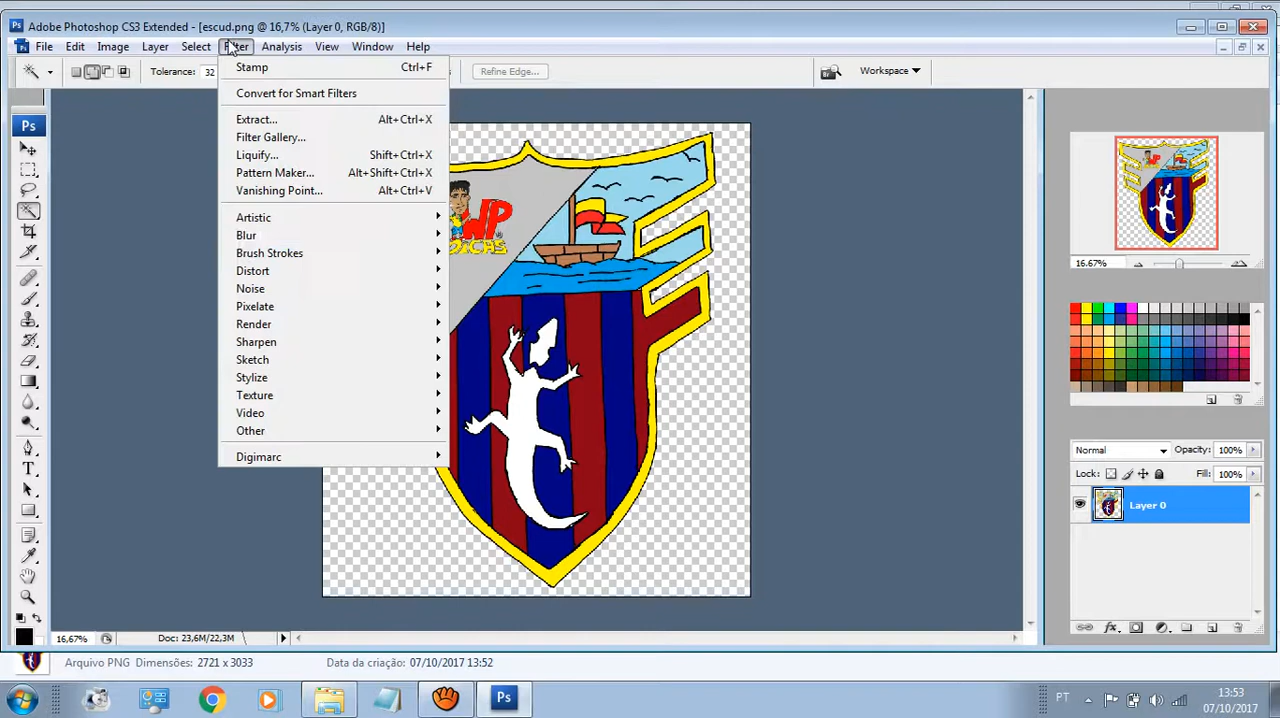 Adobe Photoshop CS3 Extended - [escud.png @ 16,7% (Layer 0, RGB/8)]
File Edit Image Layer Select Filter Analysis View Window Help
Tolerance: 32 Refine Edge... Workspace
Stamp Ctrl+F
Convert for Smart Filters
Extract... Alt+Ctrl+X
Filter Gallery...
Liquify... Shift+Ctrl+X
Pattern Maker... Alt+Shift+Ctrl+X
Vanishing Point... Alt+Ctrl+V
Artistic
Blur
Brush Strokes
Distort
Noise
Pixelate
Render
Sharpen
Sketch
Stylize
Texture
Video
Other
Digimarc
Ps
WP
16.67%
Normal Opacity: 100%
Lock: Fill: 100%
Layer 0
T
16,67% Doc: 23,6M/22,3M
Arquivo PNG Dimensões: 2721 x 3033 Data da criação: 07/10/2017 13:52
Ps PT 13:53
07/10/2017